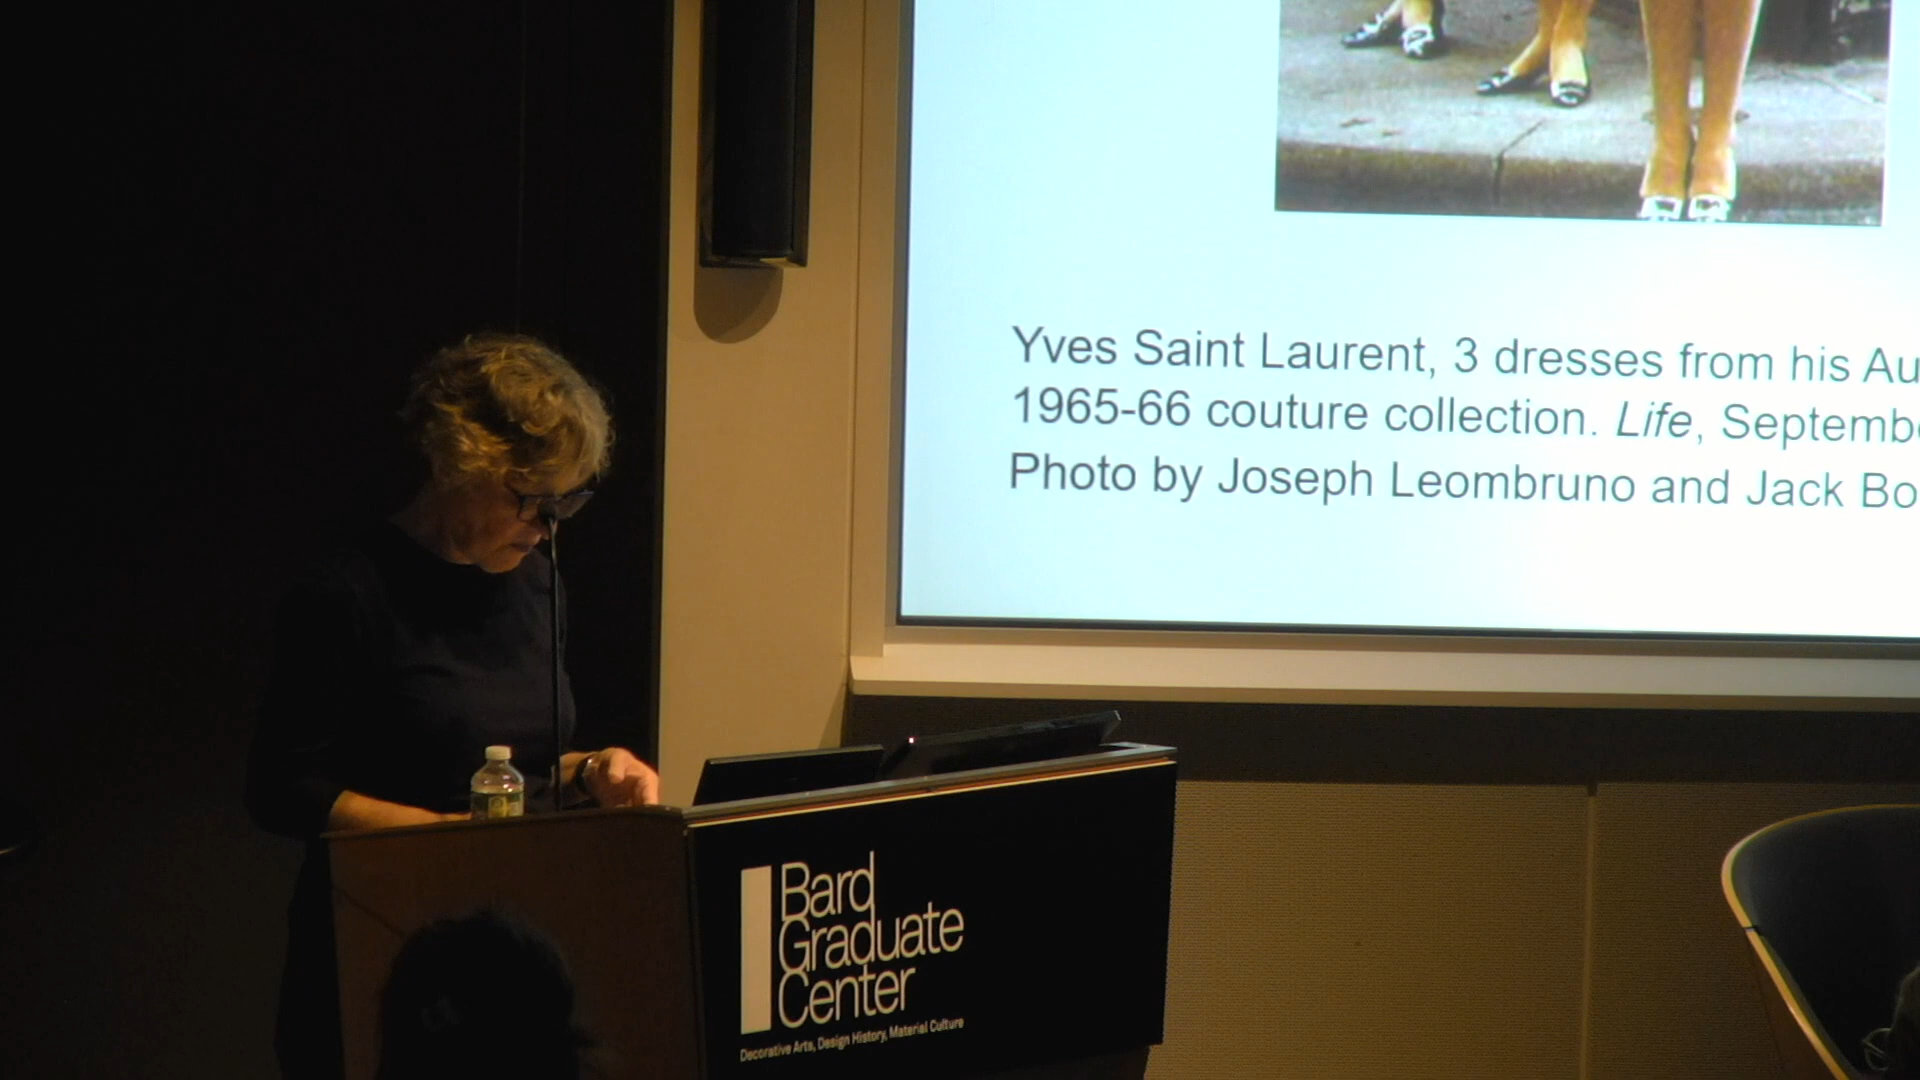 Yves Saint Laurent, 3 dresses from his Au
1965-66 couture collection. Life, Septemb
Photo by Joseph Leombruno and Jack Bo
Bard
Graduate
Center
Decorative Arts, Design History, Material Culture